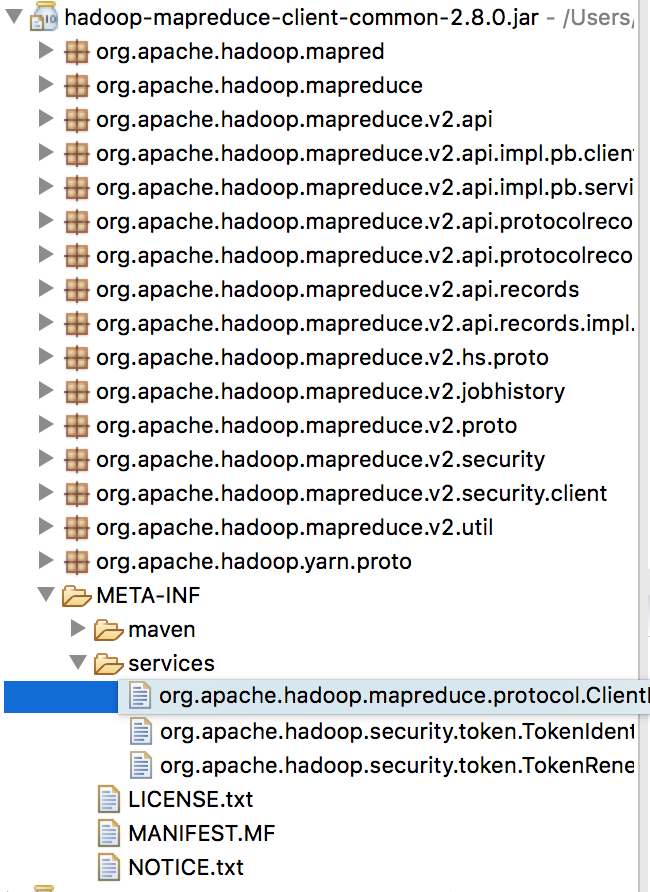 hadoop-mapreduce-client-common-2.8.0.jar - /Users/
org.apache.hadoop.mapred
org.apache.hadoop.mapreduce
org.apache.hadoop.mapreduce.v2.api
org.apache.hadoop.mapreduce.v2.api.impl.pb.clien
org.apache.hadoop.mapreduce.v2.api.impl.pb.servi
org.apache.hadoop.mapreduce.v2.api.protocolreco
org.apache.hadoop.mapreduce.v2.api.protocolreco
org.apache.hadoop.mapreduce.v2.api.records
org.apache.hadoop.mapreduce.v2.api.records.impl.
org.apache.hadoop.mapreduce.v2.hs.proto
org.apache.hadoop.mapreduce.v2.jobhistory
org.apache.hadoop.mapreduce.v2.proto
org.apache.hadoop.mapreduce.v2.security
org.apache.hadoop.mapreduce.v2.security.client
org.apache.hadoop.mapreduce.v2.util
org.apache.hadoop.yarn.proto
META-INF
maven
services
org.apache.hadoop.mapreduce.protocol.Client
org.apache.hadoop.security.token.TokenIdent
org.apache.hadoop.security.token.TokenRene
LICENSE.txt
MANIFEST.MF
NOTICE.txt